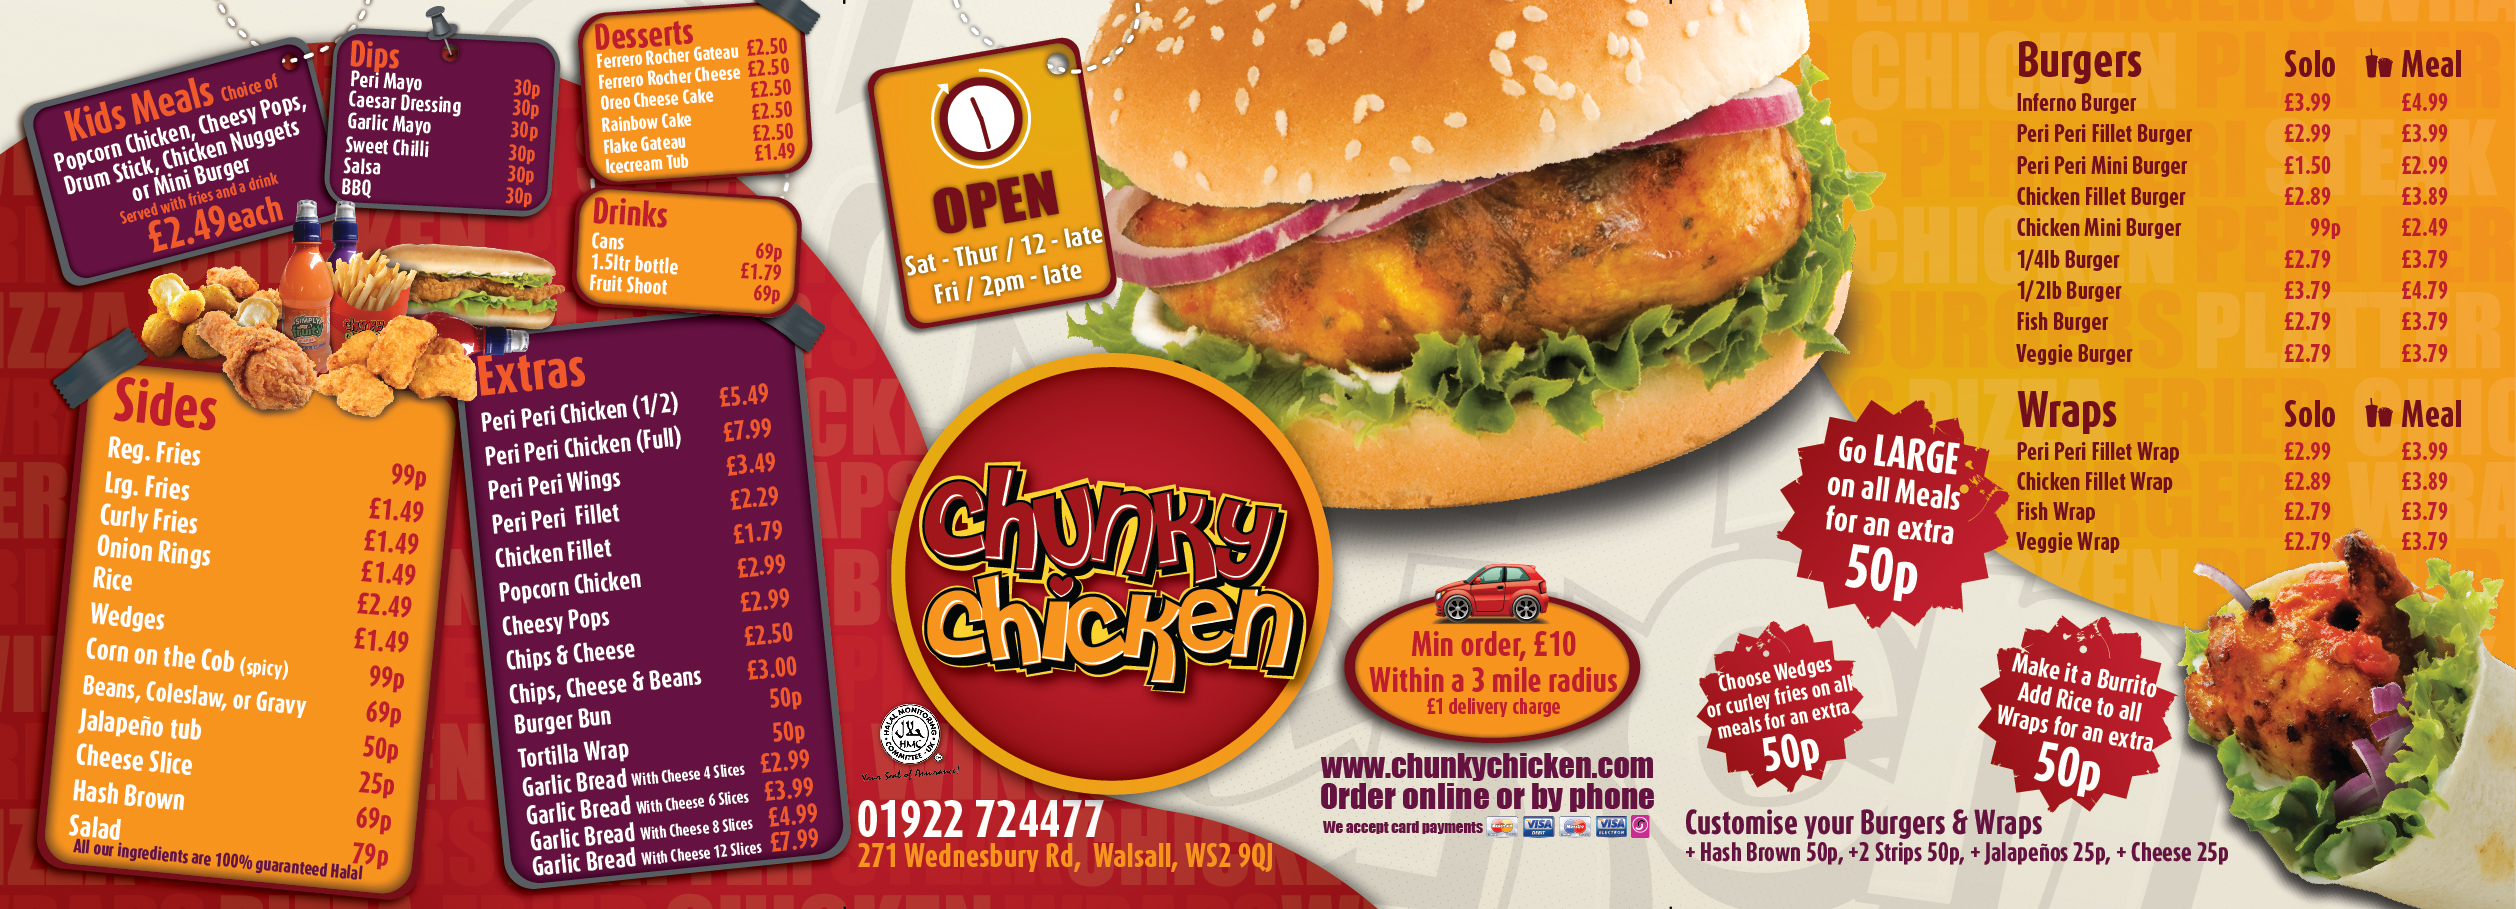 Kids Meals Choice of
Popcorn Chicken, Cheesy Pops,
Drum Stick, Chicken Nuggets
or Mini Burger
Served with fries and a drink
£2.49each
Dips
Peri Mayo 30p
Caesar Dressing 30p
Garlic Mayo 30p
Sweet Chilli 30p
Salsa 30p
BBQ 30p
Desserts
Ferrero Rocher Gateau £2.50
Ferrero Rocher Cheese £2.50
Oreo Cheese Cake £2.50
Rainbow Cake £2.50
Flake Gateau £2.50
Icecream Tub £1.49
Drinks
Cans 69p
1.5ltr bottle £1.79
Fruit Shoot 69p
Sides
Reg. Fries 99p
Lrg. Fries £1.49
Curly Fries £1.49
Onion Rings £1.49
Rice £2.49
Wedges £1.49
Corn on the Cob (spicy) 99p
Beans, Coleslaw, or Gravy 69p
Jalapeño tub 50p
Cheese Slice 25p
Hash Brown 69p
Salad 79p
All our ingredients are 100% guaranteed Halal
Extras
Peri Peri Chicken (1/2) £5.49
Peri Peri Chicken (Full) £7.99
Peri Peri Wings £3.49
Peri Peri Fillet £2.29
Chicken Fillet £1.79
Popcorn Chicken £2.99
Cheesy Pops £2.99
Chips & Cheese £2.50
Chips, Cheese & Beans £3.00
Burger Bun 50p
Tortilla Wrap 50p
Garlic Bread With Cheese 4 Slices £2.99
Garlic Bread With Cheese 6 Slices £3.99
Garlic Bread With Cheese 8 Slices £4.99
Garlic Bread With Cheese 12 Slices £7.99
OPEN
Sat - Thur / 12 - late
Fri / 2pm - late
Chunky
Chicken
HALAL MONITORING
HMC
COMMITTEE - UK
Your Seal of Assurance!
01922 724477
271 Wednesbury Rd, Walsall, WS2 9QJ
Min order, £10
Within a 3 mile radius
£1 delivery charge
www.chunkychicken.com
Order online or by phone
We accept card payments
VISA
DEBIT
Maestro
VISA
ELECTRON
Burgers Solo Meal
Inferno Burger £3.99 £4.99
Peri Peri Fillet Burger £2.99 £3.99
Peri Peri Mini Burger £1.50 £2.99
Chicken Fillet Burger £2.89 £3.89
Chicken Mini Burger 99p £2.49
1/4lb Burger £2.79 £3.79
1/2lb Burger £3.79 £4.79
Fish Burger £2.79 £3.79
Veggie Burger £2.79 £3.79
Wraps Solo Meal
Peri Peri Fillet Wrap £2.99 £3.99
Chicken Fillet Wrap £2.89 £3.89
Fish Wrap £2.79 £3.79
Veggie Wrap £2.79 £3.79
Go LARGE
on all Meals
for an extra
50p
Choose Wedges
or curley fries on all
meals for an extra
50p
Make it a Burrito
Add Rice to all
Wraps for an extra
50p
Customise your Burgers & Wraps
+ Hash Brown 50p, +2 Strips 50p, + Jalapeños 25p, + Cheese 25p